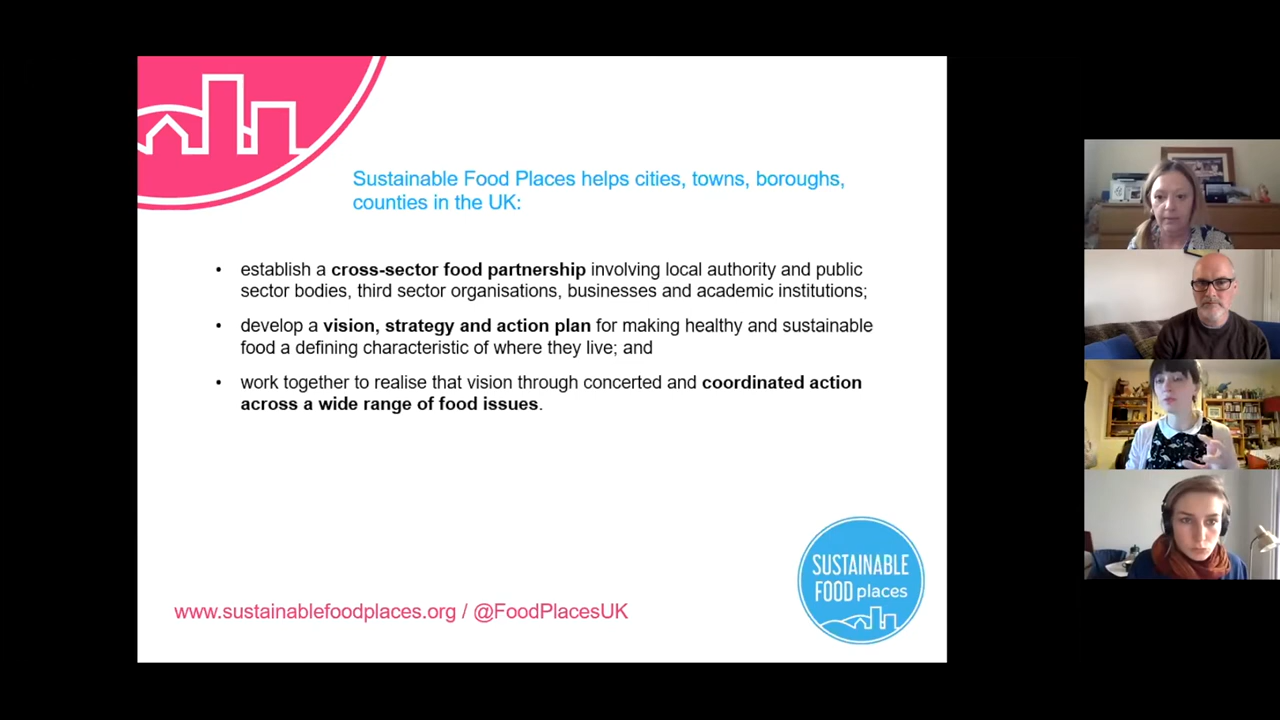 Sustainable Food Places helps cities, towns, boroughs,
counties in the UK:
• establish a cross-sector food partnership involving local authority and public
sector bodies, third sector organisations, businesses and academic institutions;
• develop a vision, strategy and action plan for making healthy and sustainable
food a defining characteristic of where they live; and
• work together to realise that vision through concerted and coordinated action
across a wide range of food issues.
SUSTAINABLE
FOOD places
www.sustainablefoodplaces.org / @FoodPlacesUK